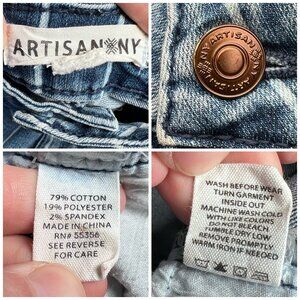 ARTISAN NY
NY ARTISAN NY
79% COTTON
19% POLYESTER
2% SPANDEX
MADE IN CHINA
RN# 55356
SEE REVERSE
FOR CARE
WASH BEFORE WEAR
TURN GARMENT
INSIDE OUT
MACHINE WASH COLD
WITH LIKE COLORS
DO NOT BLEACH
TUMBLE DRY LOW
REMOVE PROMPTLY
WARM IRON IF NEEDED